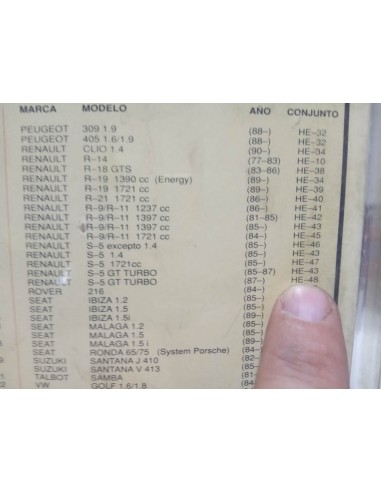 MARCA MODELO AÑO CONJUNTO
PEUGEOT 309 1.9 (88–) HE–32
PEUGEOT 405 1.6/1.9 (88–) HE–32
RENAULT CLIO 1.4 (90–) HE–34
RENAULT R–14 (77–83) HE–10
RENAULT R–18 GTS (83–86) HE–38
RENAULT R–19 1390 cc (Energy) (89–) HE–34
RENAULT R–19 1721 cc (89–) HE–39
RENAULT R–21 1721 cc (86–) HE–40
RENAULT R–9/R–11 1237 cc (86–) HE–41
RENAULT R–9/R–11 1397 cc (81–85) HE–42
RENAULT R–9/R–11 1397 cc (85–) HE–43
RENAULT R–9/R–11 1721 cc (84–) HE–45
RENAULT S–5 excepto 1.4 (85–) HE–46
RENAULT S–5 1.4 (85–) HE–43
RENAULT S–5 1721cc (85–) HE–47
RENAULT S–5 GT TURBO (85–87) HE–43
RENAULT S–5 GT TURBO (87–) HE–48
ROVER 216 (84–)
SEAT IBIZA 1.2 (85–)
SEAT IBIZA 1.5 (85–)
SEAT IBIZA 1.5i (89–)
SEAT MALAGA 1.2 (85–)
SEAT MALAGA 1.5 (85–)
SEAT MALAGA 1.5 i (89–
SEAT RONDA 65/75 (System Porsche)
SUZUKI SANTANA J 410
SUZUKI SANTANA V 413
TALBOT SAMBA
VW GOLF 1.6/1.8